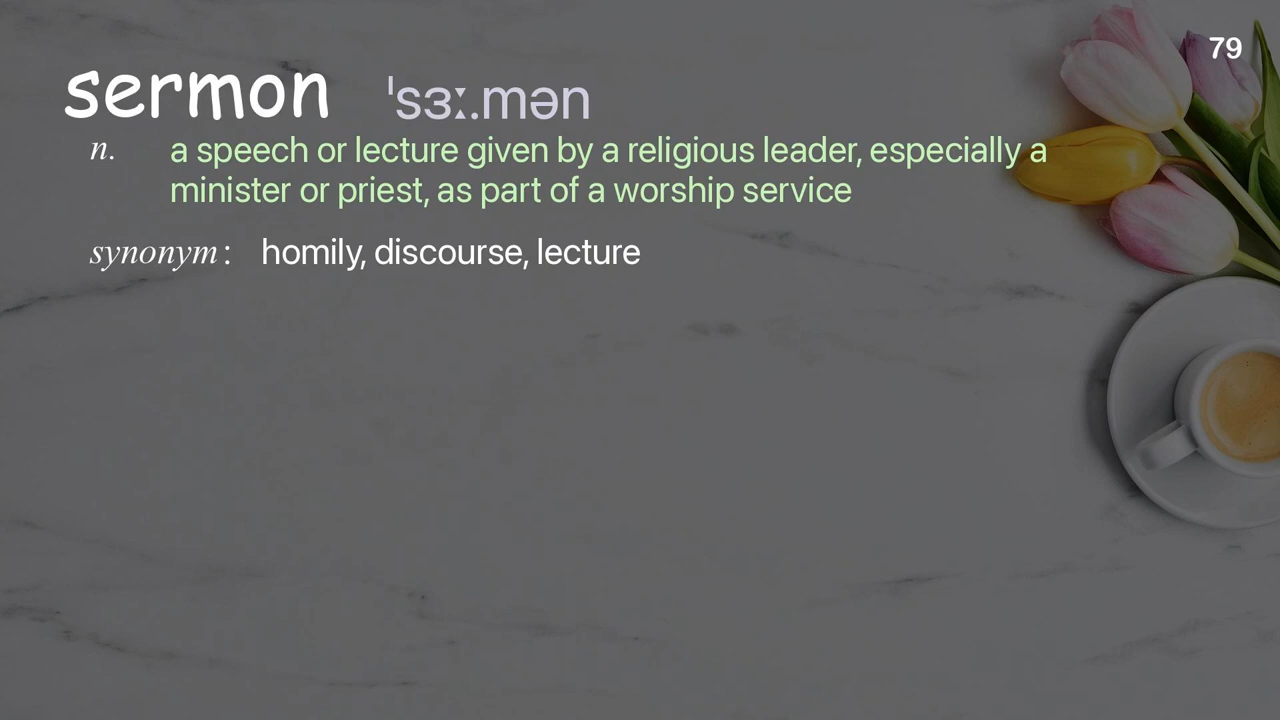 79
sermon ˈsɜː.mən
n. a speech or lecture given by a religious leader, especially a
minister or priest, as part of a worship service
synonym: homily, discourse, lecture